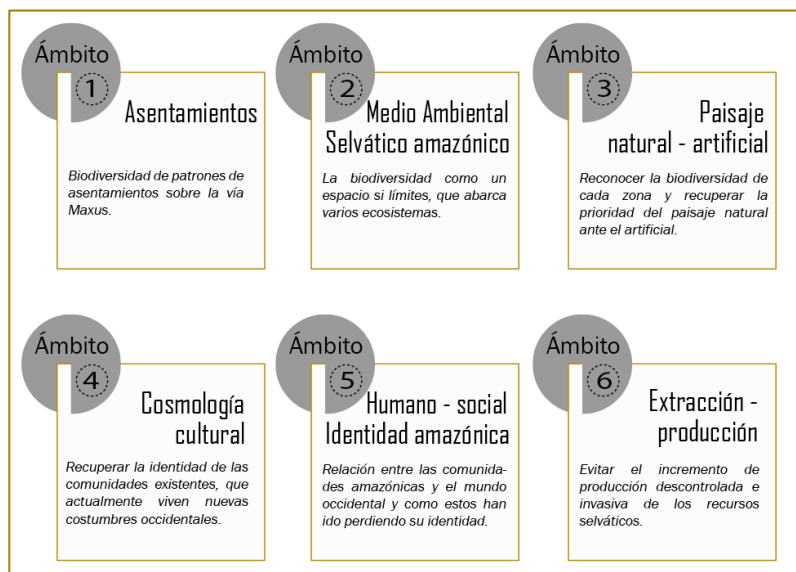 Ámbito
1
Asentamientos
Biodiversidad de patrones de
asentamientos sobre la vía
Maxus.
Ámbito
2
Medio Ambiental
Selvático amazónico
La biodiversidad como un
espacio si límites, que abarca
varios ecosistemas.
Ámbito
3
Paisaje
natural - artificial
Reconocer la biodiversidad de
cada zona y recuperar la
prioridad del paisaje natural
ante el artificial.
Ámbito
4
Cosmología
cultural
Recuperar la identidad de las
comunidades existentes, que
actualmente viven nuevas
costumbres occidentales.
Ámbito
5
Humano - social
Identidad amazónica
Relación entre las comunida-
des amazónicas y el mundo
occidental y como estos han
ido perdiendo su identidad.
Ámbito
6
Extracción -
producción
Evitar el incremento de
producción descontrolada e
invasiva de los recursos
selváticos.